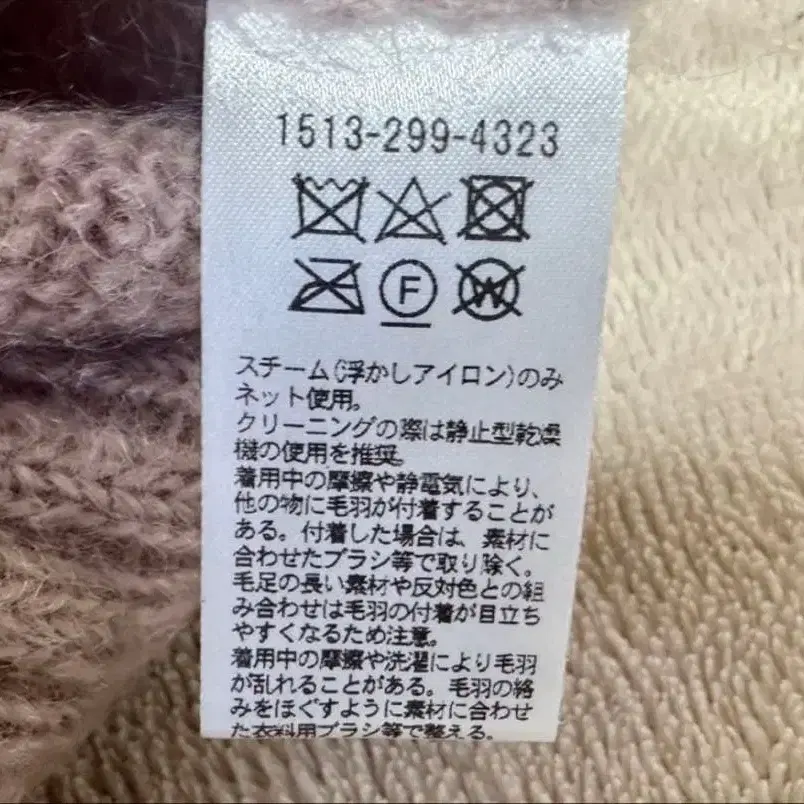 1513-299-4323
F
W
スチーム(浮かしアイロン)のみ
ネット使用。
クリーニングの際は静止型乾燥
機の使用を推奨。
着用中の摩擦や静電気により、
他の物に毛羽が付着することが
ある。付着した場合は、素材に
合わせたブラシ等で取り除く。
毛足の長い素材や反対色との組
み合わせは毛羽の付着が目立ち
やすくなるため注意。
着用中の摩擦や洗濯により毛羽
が乱れることがある。毛羽の絡
みをほぐすように素材に合わせ
た衣料用ブラシ等で整える。